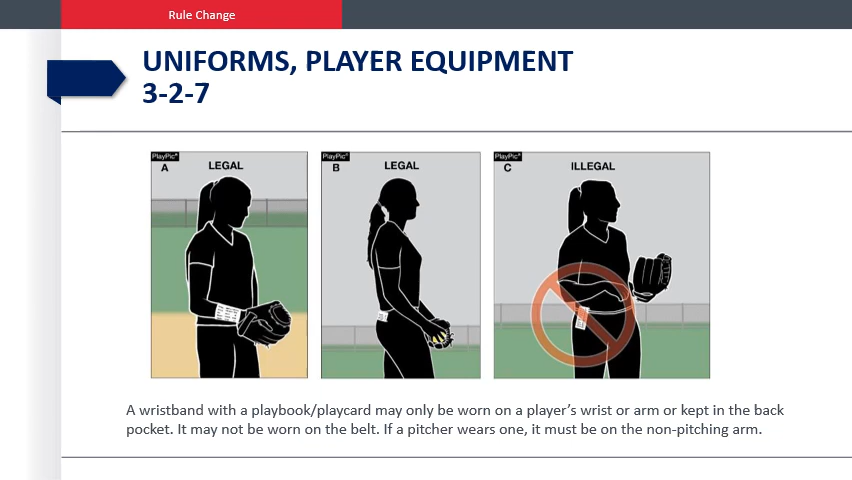 Rule Change
UNIFORMS, PLAYER EQUIPMENT
3-2-7
PlayPic®
A
LEGAL
PlayPic®
B
LEGAL
PlayPic®
C
ILLEGAL
A wristband with a playbook/playcard may only be worn on a player’s wrist or arm or kept in the back
pocket. It may not be worn on the belt. If a pitcher wears one, it must be on the non-pitching arm.